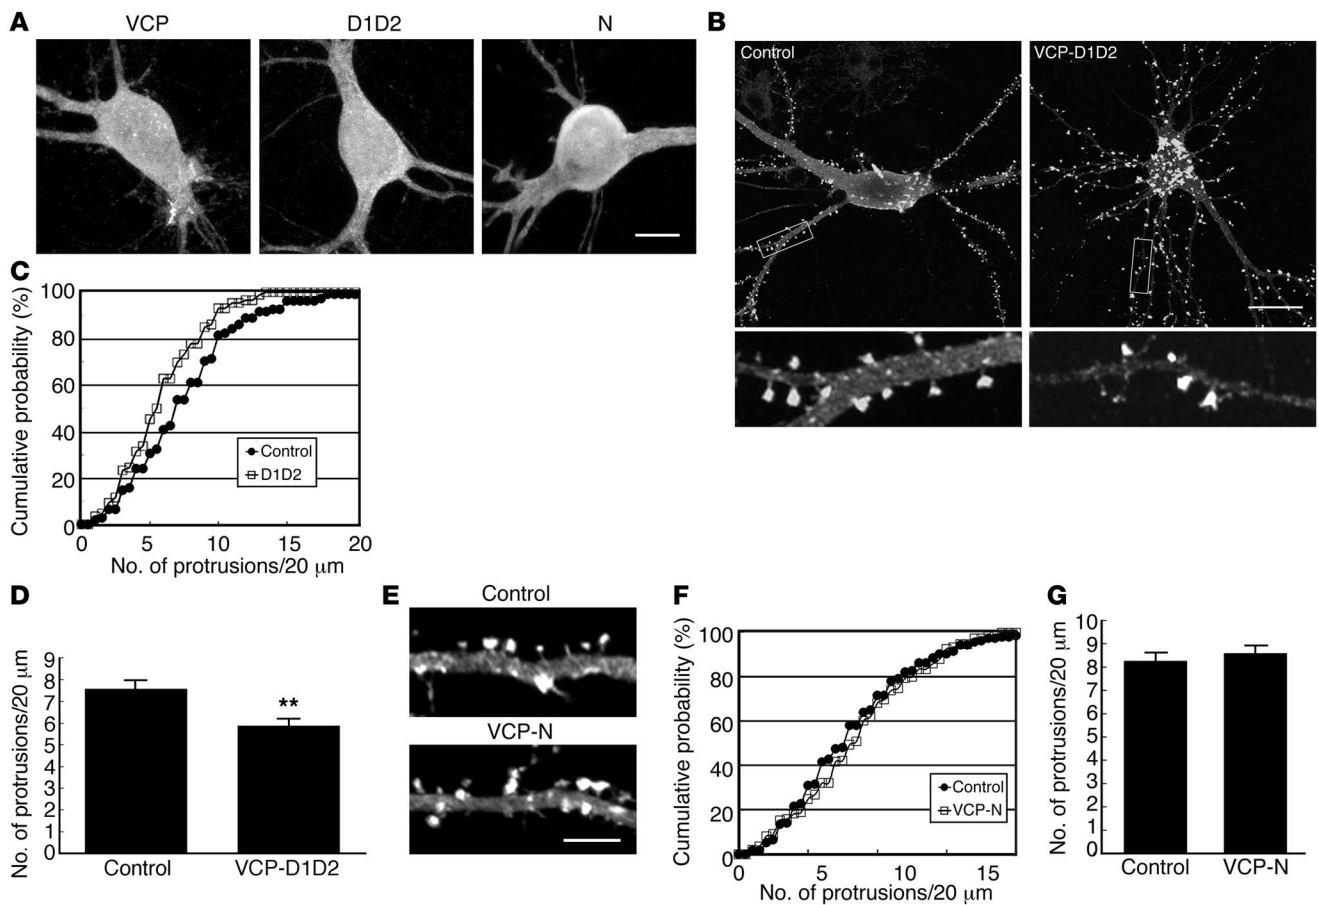 A
VCP
D1D2
N
B
Control
VCP-D1D2
C
Cumulative probability (%)
100
80
60
40
20
0
0 5 10 15 20
No. of protrusions/20 μm
Control
D1D2
D
No. of protrusions/20 μm
9
8
7
6
5
4
3
2
1
0
**
Control
VCP-D1D2
E
Control
VCP-N
F
Cumulative probability (%)
100
80
60
40
20
0
0 5 10 15
No. of protrusions/20 μm
Control
VCP-N
G
No. of protrusions/20 μm
10
9
8
7
6
5
4
3
2
1
0
Control
VCP-N